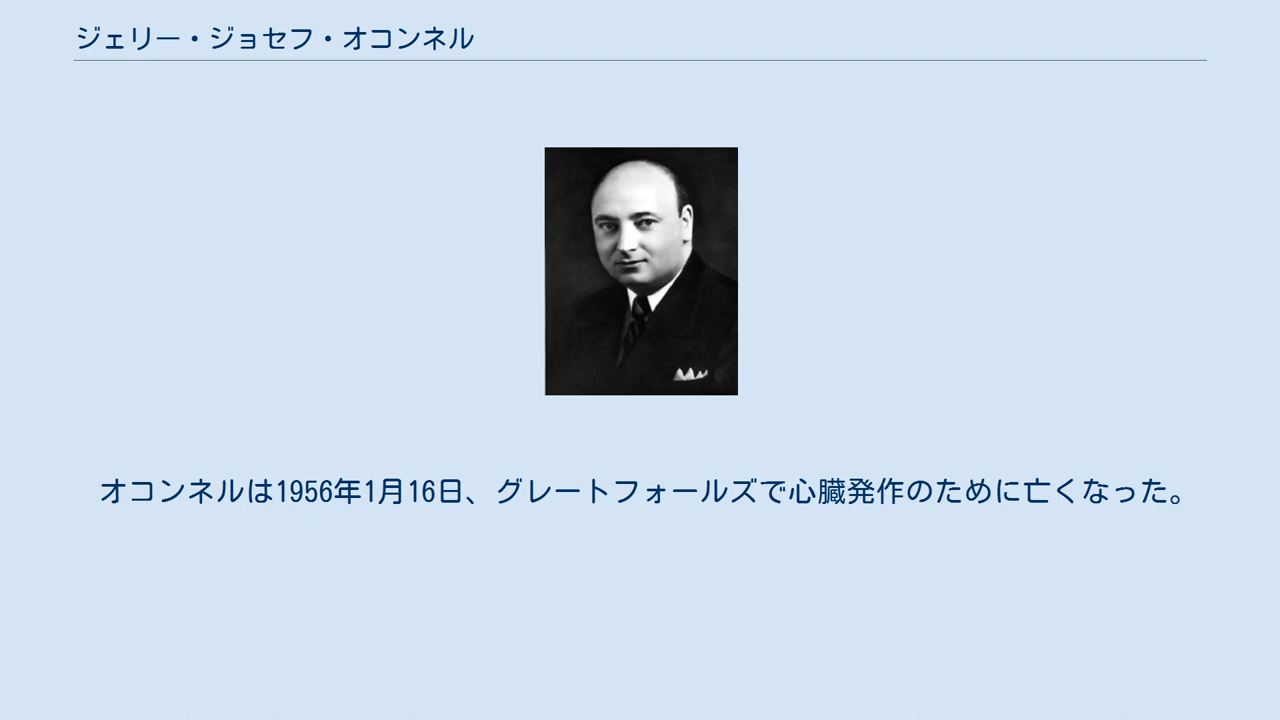 ジェリー・ジョセフ・オコンネル
オコンネルは1956年1月16日、グレートフォールズで心臓発作のために亡くなった。